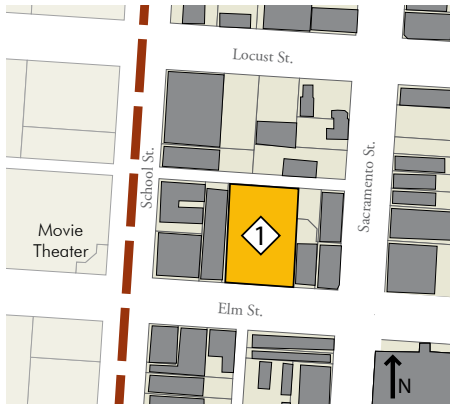 Locust St.
School St.
Sacramento St.
Movie
Theater
1
Elm St.
N